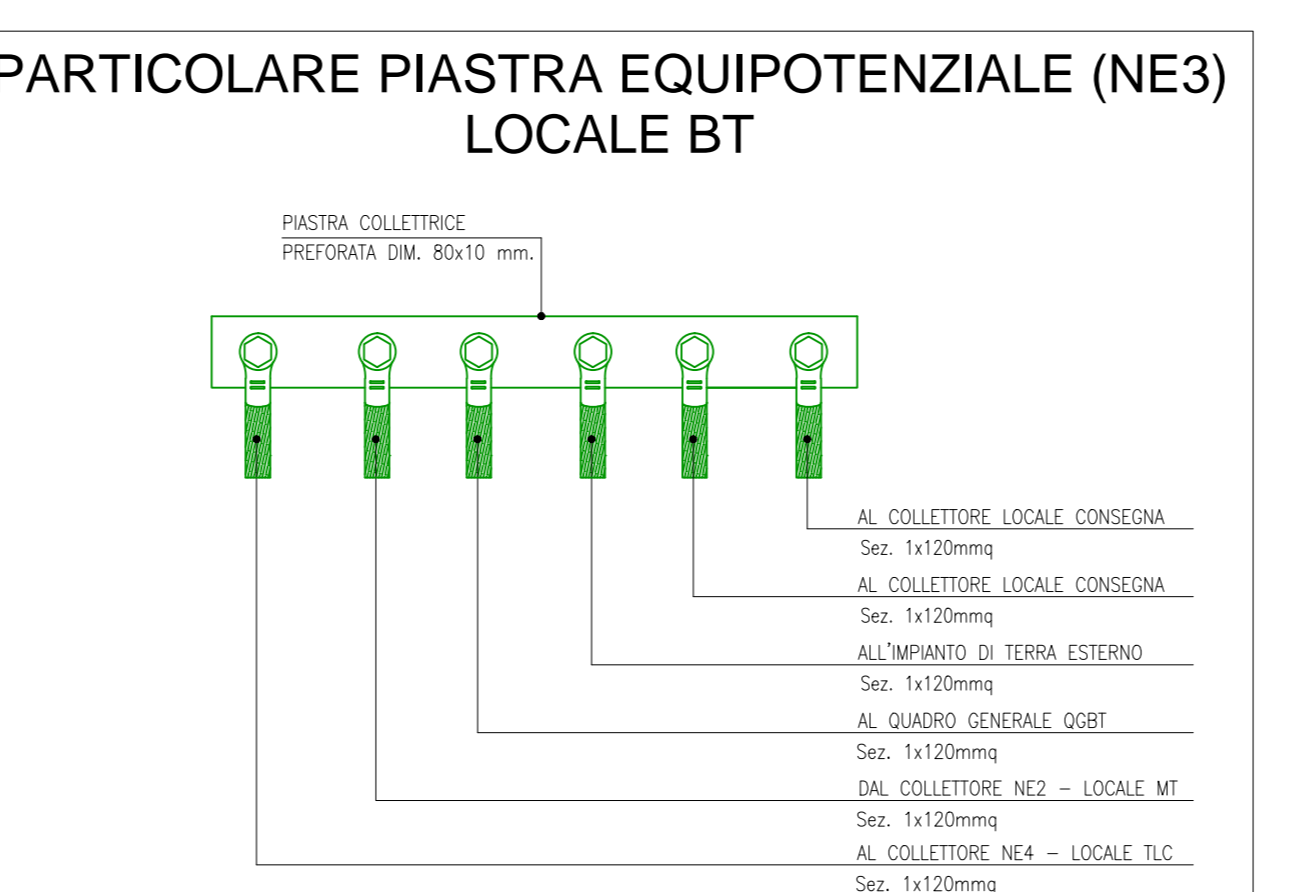 PARTICOLARE PIASTRA EQUIPOTENZIALE (NE3)
LOCALE BT
PIASTRA COLLETTRICE
PREFORATA DIM. 80x10 mm.
AL COLLETTORE LOCALE CONSEGNA
Sez. 1x120mmq
AL COLLETTORE LOCALE CONSEGNA
Sez. 1x120mmq
ALL'IMPIANTO DI TERRA ESTERNO
Sez. 1x120mmq
AL QUADRO GENERALE QGBT
Sez. 1x120mmq
DAL COLLETTORE NE2 – LOCALE MT
Sez. 1x120mmq
AL COLLETTORE NE4 – LOCALE TLC
Sez. 1x120mmq